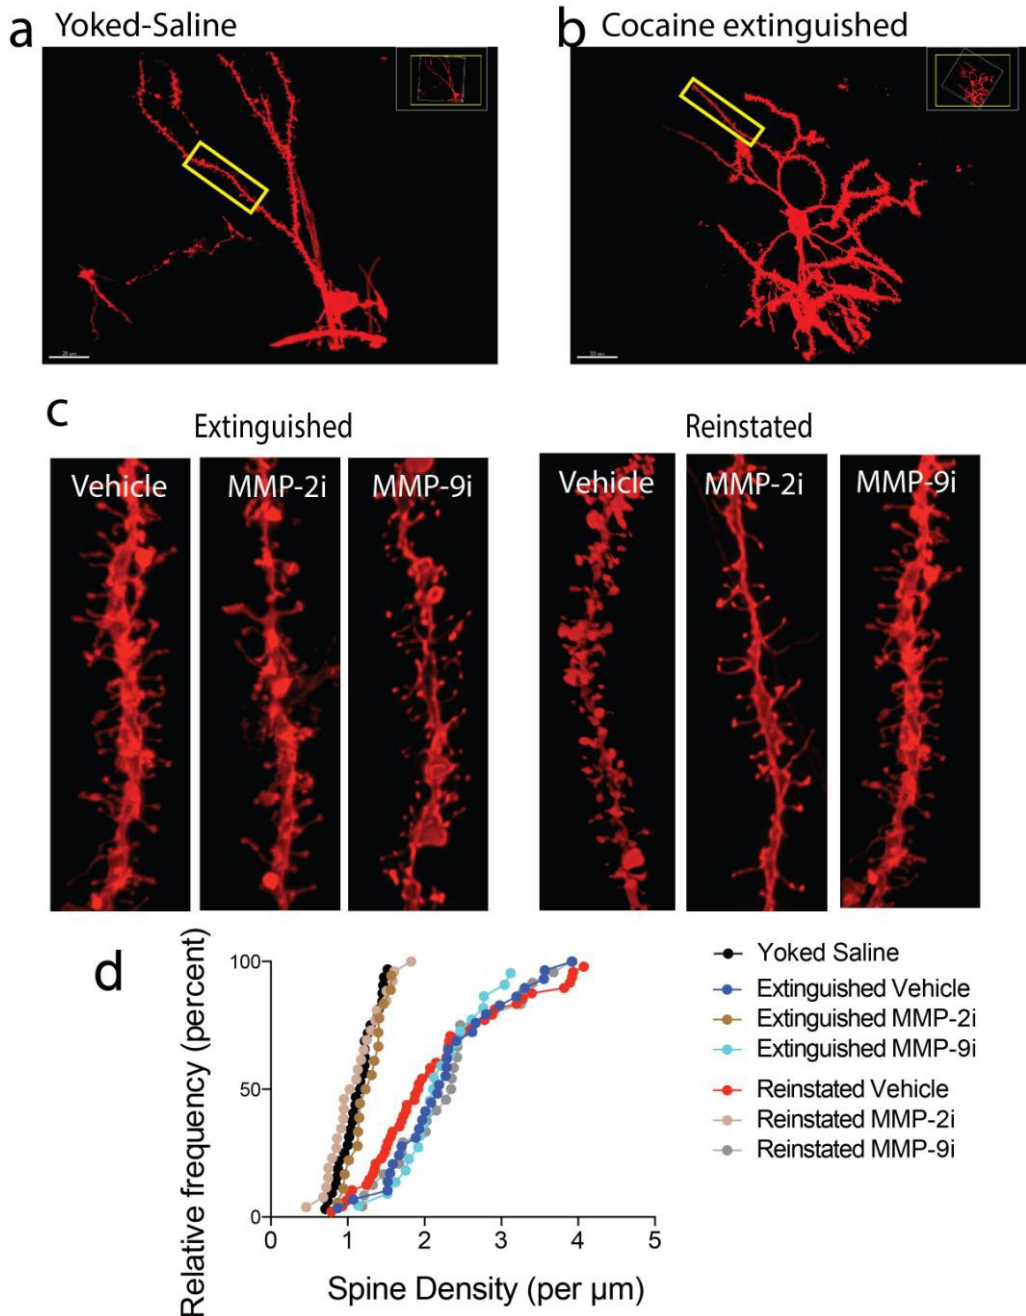 a Yoked-Saline
b Cocaine extinguished
20 µm
c
Extinguished
Reinstated
Vehicle MMP-2i MMP-9i
Vehicle MMP-2i MMP-9i
d
Relative frequency (percent)
100
50
0
0 1 2 3 4 5
Spine Density (per µm)
Yoked Saline
Extinguished Vehicle
Extinguished MMP-2i
Extinguished MMP-9i
Reinstated Vehicle
Reinstated MMP-2i
Reinstated MMP-9i